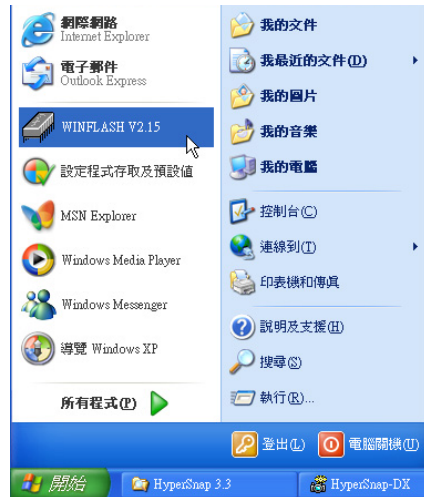 網際網路
Internet Explorer
電子郵件
Outlook Express
WINFLASH V2.15
設定程式存取及預設值
MSN Explorer
Windows Media Player
Windows Messenger
導覽 Windows XP
所有程式(P)
我的文件
我最近的文件(D)
我的圖片
我的音樂
我的電腦
控制台(C)
連線到(T)
印表機和傳真
說明及支援(H)
搜尋(S)
執行(R)...
登出(L)
電腦關機(U)
開始
HyperSnap 3.3
HyperSnap-DX